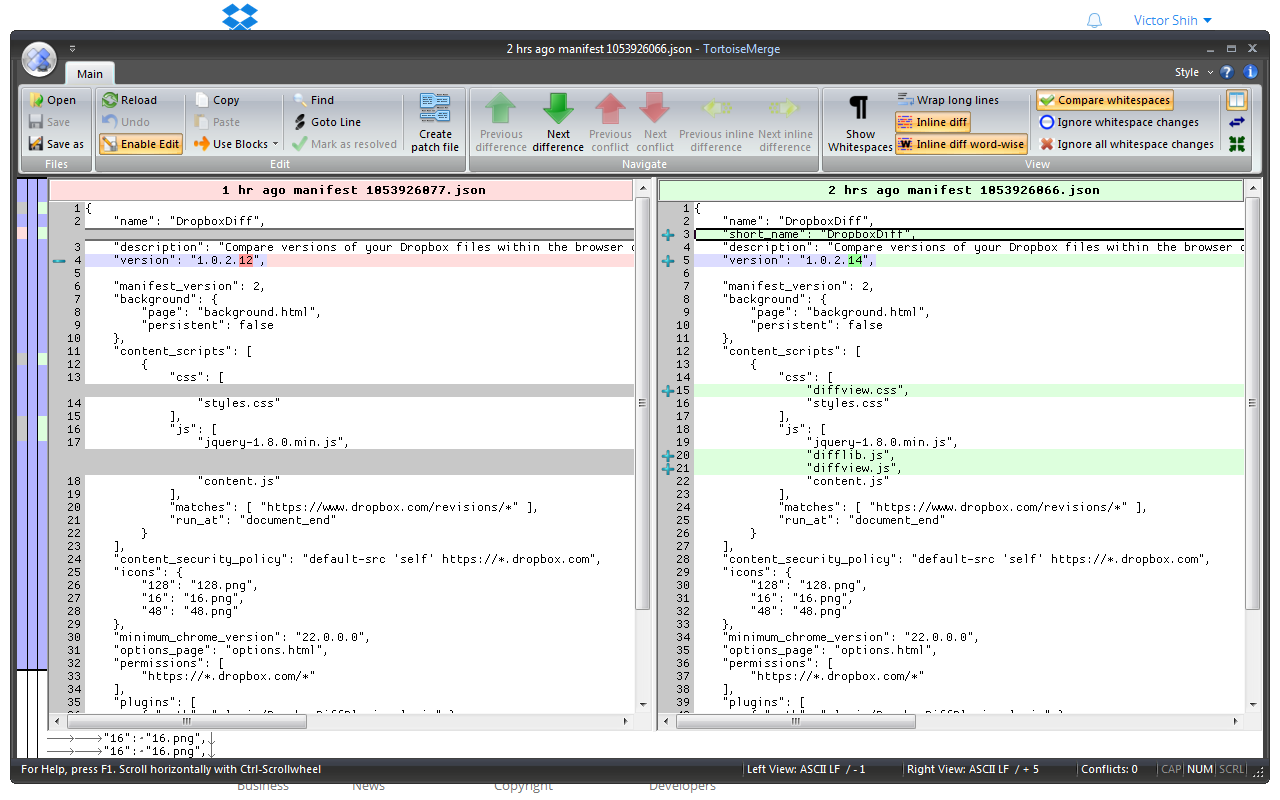 Victor Shih
2 hrs ago manifest 1053926066.json - TortoiseMerge
Main
Style
Open
Save
Save as
Files
Reload
Undo
Enable Edit
Copy
Paste
Use Blocks
Find
Goto Line
Mark as resolved
Create patch file
Edit
Previous difference
Next difference
Previous conflict
Next conflict
Previous inline difference
Next inline difference
Navigate
Show Whitespaces
Wrap long lines
Inline diff
Inline diff word-wise
Compare whitespaces
Ignore whitespace changes
Ignore all whitespace changes
View
1 hr ago manifest 1053926077.json
1 {
2 "name": "DropboxDiff",
3 "description": "Compare versions of your Dropbox files within the browser
4 "version": "1.0.2.12",
5
6 "manifest_version": 2,
7 "background": {
8 "page": "background.html",
9 "persistent": false
10 },
11 "content_scripts": [
12 {
13 "css": [
14 "styles.css"
15 ],
16 "js": [
17 "jquery-1.8.0.min.js",
18 "content.js"
19 ],
20 "matches": [ "https://www.dropbox.com/revisions/*" ],
21 "run_at": "document_end"
22 }
23 ],
24 "content_security_policy": "default-src 'self' https://*.dropbox.com",
25 "icons": {
26 "128": "128.png",
27 "16": "16.png",
28 "48": "48.png"
29 },
30 "minimum_chrome_version": "22.0.0.0",
31 "options_page": "options.html",
32 "permissions": [
33 "https://*.dropbox.com/*"
34 ],
35 "plugins": [
2 hrs ago manifest 1053926066.json
1 {
2 "name": "DropboxDiff",
3 "short_name": "DropboxDiff",
4 "description": "Compare versions of your Dropbox files within the browser
5 "version": "1.0.2.14",
6
7 "manifest_version": 2,
8 "background": {
9 "page": "background.html",
10 "persistent": false
11 },
12 "content_scripts": [
13 {
14 "css": [
15 "diffview.css",
16 "styles.css"
17 ],
18 "js": [
19 "jquery-1.8.0.min.js",
20 "difflib.js",
21 "diffview.js",
22 "content.js"
23 ],
24 "matches": [ "https://www.dropbox.com/revisions/*" ],
25 "run_at": "document_end"
26 }
27 ],
28 "content_security_policy": "default-src 'self' https://*.dropbox.com",
29 "icons": {
30 "128": "128.png",
31 "16": "16.png",
32 "48": "48.png"
33 },
34 "minimum_chrome_version": "22.0.0.0",
35 "options_page": "options.html",
36 "permissions": [
37 "https://*.dropbox.com/*"
38 ],
39 "plugins": [
"16": "16.png",
"16": "16.png",
For Help, press F1. Scroll horizontally with Ctrl-Scrollwheel
Left View: ASCII LF / - 1
Right View: ASCII LF / + 5
Conflicts: 0
CAP NUM SCRL
Business News Copyright Developers